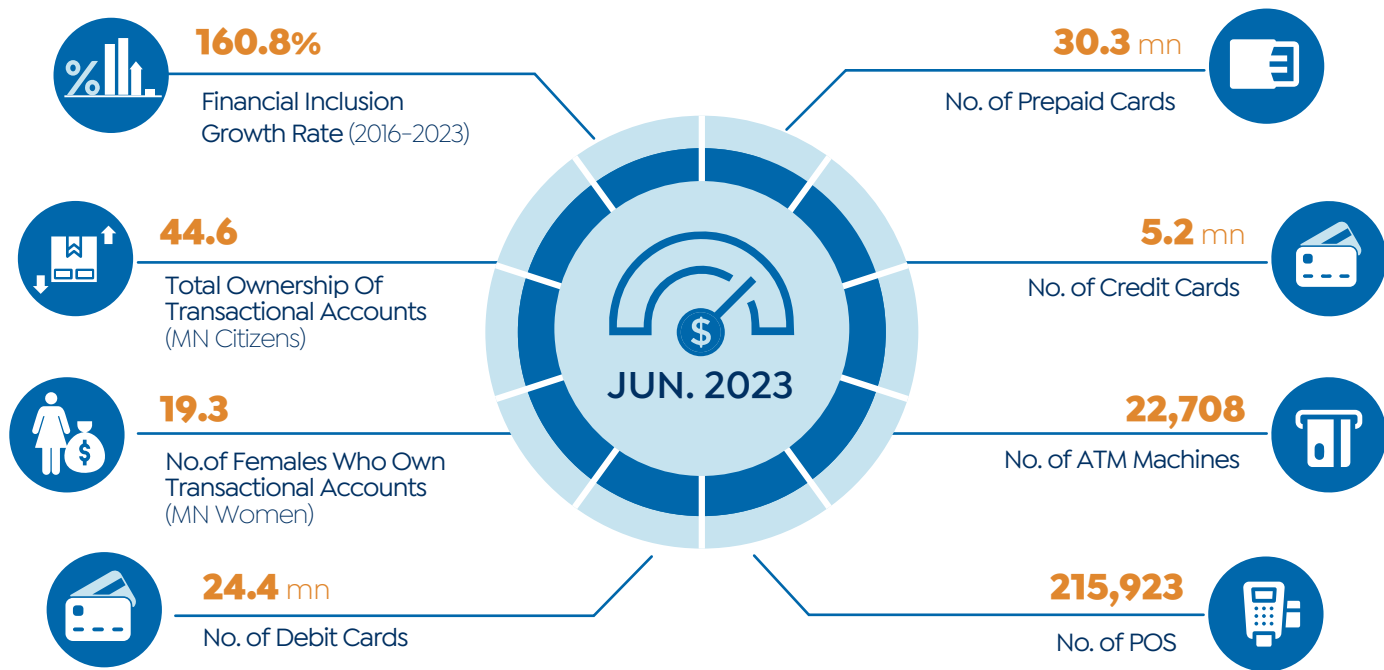 160.8%
Financial Inclusion
Growth Rate (2016-2023)
44.6
Total Ownership Of
Transactional Accounts
(MN Citizens)
19.3
No.of Females Who Own
Transactional Accounts
(MN Women)
24.4 mn
No. of Debit Cards
%
$
$
JUN. 2023
30.3 mn
No. of Prepaid Cards
5.2 mn
No. of Credit Cards
22,708
No. of ATM Machines
215,923
No. of POS